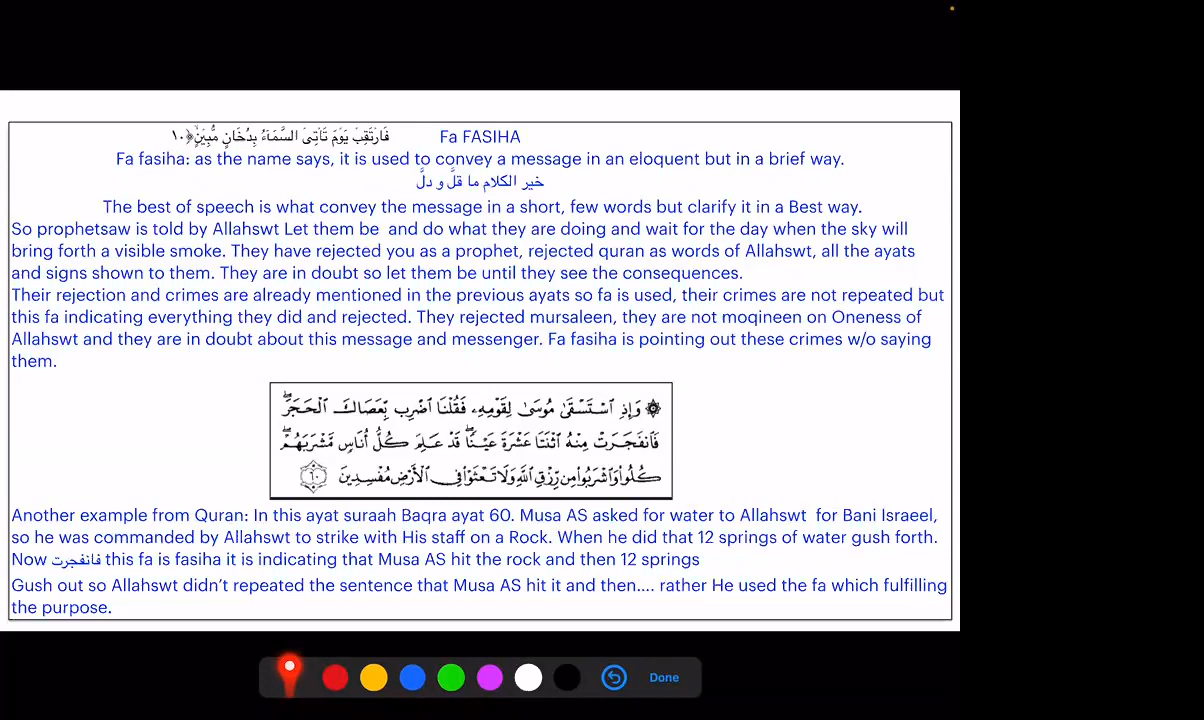 فَارْتَقِبْ يَوْمَ تَاْتِی السَّمَآءُ بِدُخَانٍ مُّبِیْنٍۙ﴿۱۰ Fa FASIHA
Fa fasiha: as the name says, it is used to convey a message in an eloquent but in a brief way.
خير الكلام ما قلَّ و دلَّ
The best of speech is what convey the message in a short, few words but clarify it in a Best way.
So prophetsaw is told by Allahswt Let them be and do what they are doing and wait for the day when the sky will
bring forth a visible smoke. They have rejected you as a prophet, rejected quran as words of Allahswt, all the ayats
and signs shown to them. They are in doubt so let them be until they see the consequences.
Their rejection and crimes are already mentioned in the previous ayats so fa is used, their crimes are not repeated but
this fa indicating everything they did and rejected. They rejected mursaleen, they are not moqineen on Oneness of
Allahswt and they are in doubt about this message and messenger. Fa fasiha is pointing out these crimes w/o saying
them.
۞ وَإِذِ ٱسْتَسْقَىٰ مُوسَىٰ لِقَوْمِهِۦ فَقُلْنَا ٱضْرِب بِّعَصَاكَ ٱلْحَجَرَۖ
فَٱنفَجَرَتْ مِنْهُ ٱثْنَتَا عَشْرَةَ عَيْنًاۖ قَدْ عَلِمَ كُلُّ أُنَاسٍ مَّشْرَبَهُمْۖ
كُلُوا۟ وَٱشْرَبُوا۟ مِن رِّزْقِ ٱللَّهِ وَلَا تَعْثَوْا۟ فِى ٱلْأَرْضِ مُفْسِدِينَ ٦٠
Another example from Quran: In this ayat suraah Baqra ayat 60. Musa AS asked for water to Allahswt for Bani Israeel,
so he was commanded by Allahswt to strike with His staff on a Rock. When he did that 12 springs of water gush forth.
Now فانفجرت this fa is fasiha it is indicating that Musa AS hit the rock and then 12 springs
Gush out so Allahswt didn’t repeated the sentence that Musa AS hit it and then.... rather He used the fa which fulfilling
the purpose.
Done